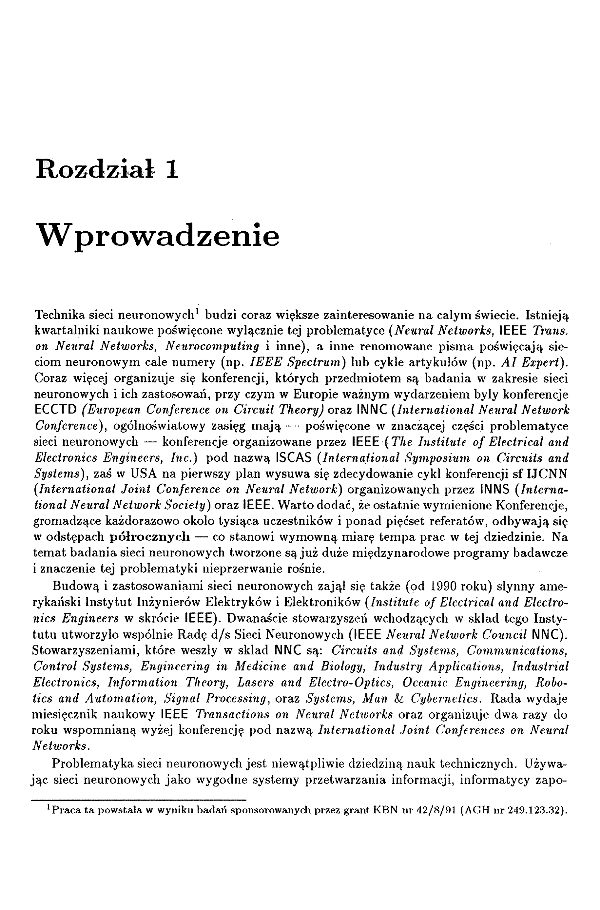 Rozdział 1
Wprowadzenie
Technika sieci neuronowych¹ budzi coraz większe zainteresowanie na całym świecie. Istnieją
kwartalniki naukowe poświęcone wyłącznie tej problematyce (Neural Networks, IEEE Trans.
on Neural Networks, Neurocomputing i inne), a inne renomowane pisma poświęcają sie-
ciom neuronowym całe numery (np. IEEE Spectrum) lub cykle artykułów (np. AI Expert).
Coraz więcej organizuje się konferencji, których przedmiotem są badania w zakresie sieci
neuronowych i ich zastosowań, przy czym w Europie ważnym wydarzeniem były konferencje
ECCTD (European Conference on Circuit Theory) oraz INNC (International Neural Network
Conference), ogólnoświatowy zasięg mają — poświęcone w znaczącej części problematyce
sieci neuronowych — konferencje organizowane przez IEEE (The Institute of Electrical and
Electronics Engineers, Inc.) pod nazwą ISCAS (International Symposium on Circuits and
Systems), zaś w USA na pierwszy plan wysuwa się zdecydowanie cykl konferencji sf IJCNN
(International Joint Conference on Neural Network) organizowanych przez INNS (Interna-
tional Neural Network Society) oraz IEEE. Warto dodać, że ostatnie wymienione Konferencje,
gromadzące każdorazowo około tysiąca uczestników i ponad pięćset referatów, odbywają się
w odstępach półrocznych — co stanowi wymowną miarę tempa prac w tej dziedzinie. Na
temat badania sieci neuronowych tworzone są już duże międzynarodowe programy badawcze
i znaczenie tej problematyki nieprzerwanie rośnie.
Budową i zastosowaniami sieci neuronowych zajął się także (od 1990 roku) słynny ame-
rykański Instytut Inżynierów Elektryków i Elektroników (Institute of Electrical and Electro-
nics Engineers w skrócie IEEE). Dwanaście stowarzyszeń wchodzących w skład tego Insty-
tutu utworzyło wspólnie Radę d/s Sieci Neuronowych (IEEE Neural Network Council NNC).
Stowarzyszeniami, które weszły w skład NNC są: Circuits and Systems, Communications,
Control Systems, Engineering in Medicine and Biology, Industry Applications, Industrial
Electronics, Information Theory, Lasers and Electro-Optics, Oceanic Engineering, Robo-
tics and Automation, Signal Processing, oraz Systems, Man & Cybernetics. Rada wydaje
miesięcznik naukowy IEEE Transactions on Neural Networks oraz organizuje dwa razy do
roku wspomnianą wyżej konferencję pod nazwą International Joint Conferences on Neural
Networks.
Problematyka sieci neuronowych jest niewątpliwie dziedziną nauk technicznych. Używa-
jąc sieci neuronowych jako wygodne systemy przetwarzania informacji, informatycy zapo-
¹Praca ta powstała w wyniku badań sponsorowanych przez grant KBN nr 42/8/91 (AGH nr 249.123.32).